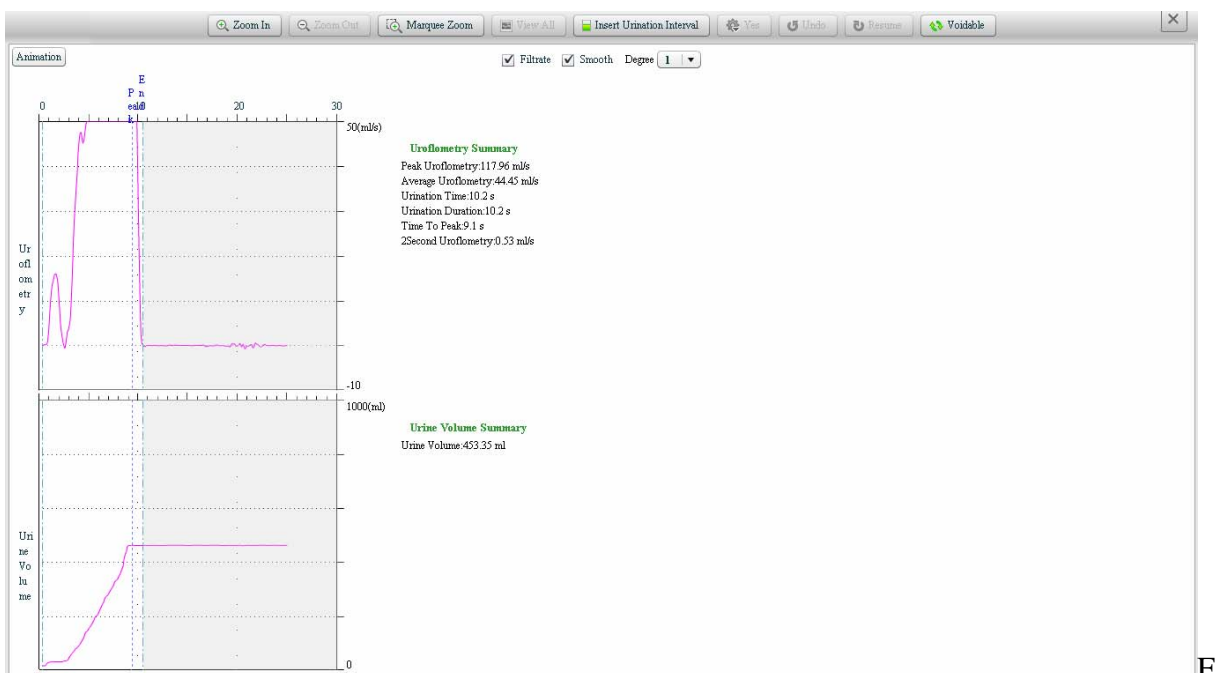 Zoom In Zoom Out Marquee Zoom View All Insert Urination Interval Yes Undo Resume Voidable
Animation
Filtrate Smooth Degree 1
E
P n
0 eakd 20 30
k
50(ml/s)
Uroflometry Summary
Peak Uroflometry:117.96 ml/s
Average Uroflometry:44.45 ml/s
Urination Time:10.2 s
Urination Duration:10.2 s
Time To Peak:9.1 s
2Second Uroflometry:0.53 ml/s
Ur
ofl
om
etr
y
-10
1000(ml)
Urine Volume Summary
Urine Volume:453.35 ml
Uri
ne
Vo
lu
me
0